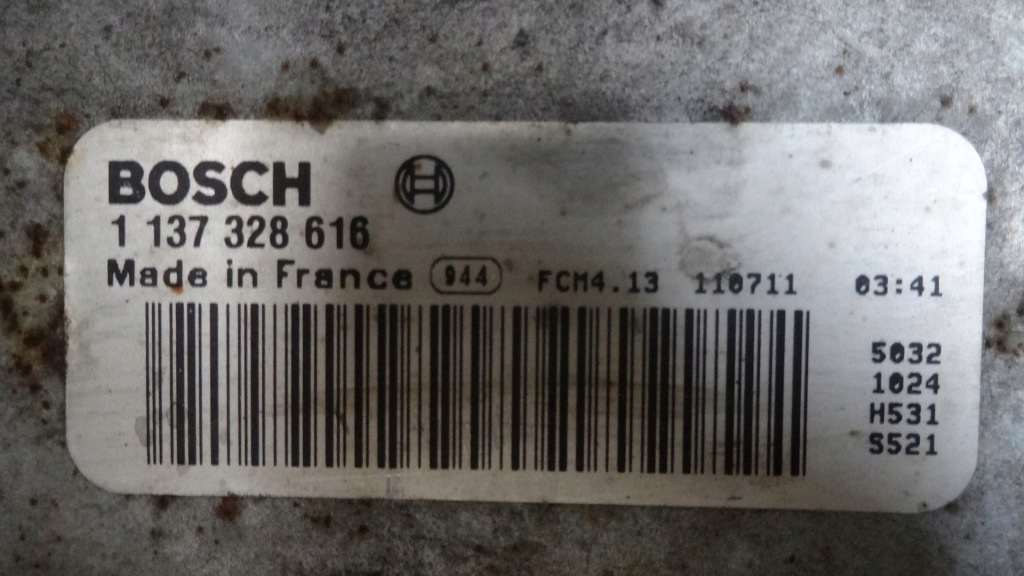 BOSCH
1 137 328 616
Made in France 944 FCM4.13 110711 03:41
5032
1024
H531
S521